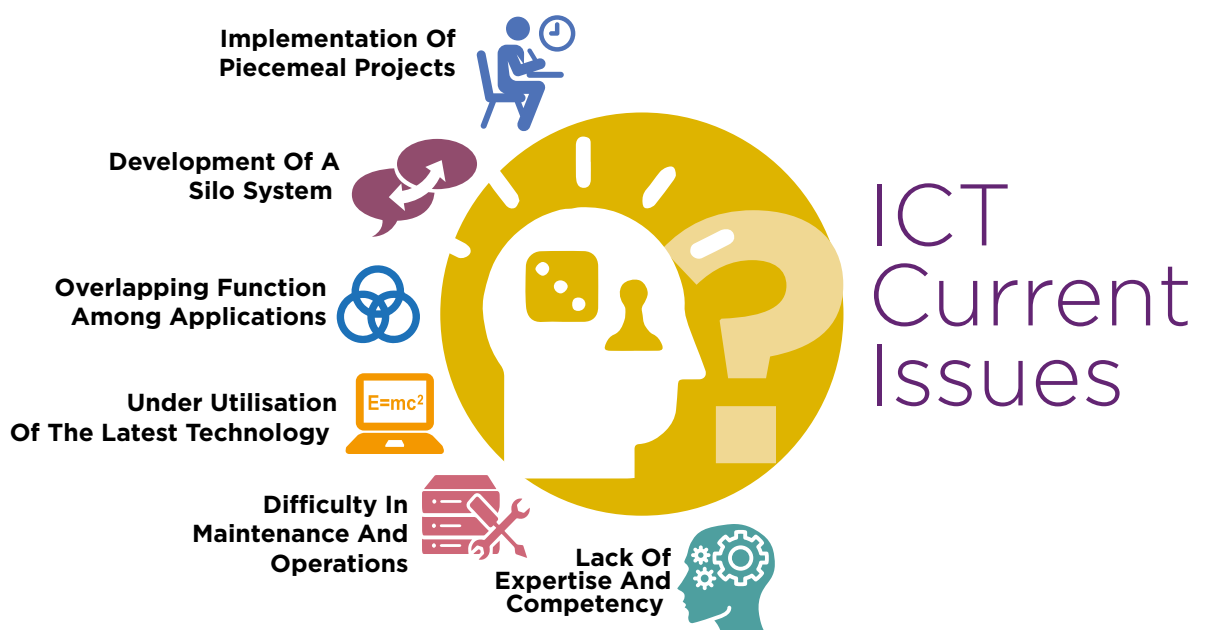 Implementation Of
Piecemeal Projects
Development Of A
Silo System
Overlapping Function
Among Applications
E=mc²
Under Utilisation
Of The Latest Technology
Difficulty In
Maintenance And
Operations
Lack Of
Expertise And
Competency
?
ICT
Current
Issues